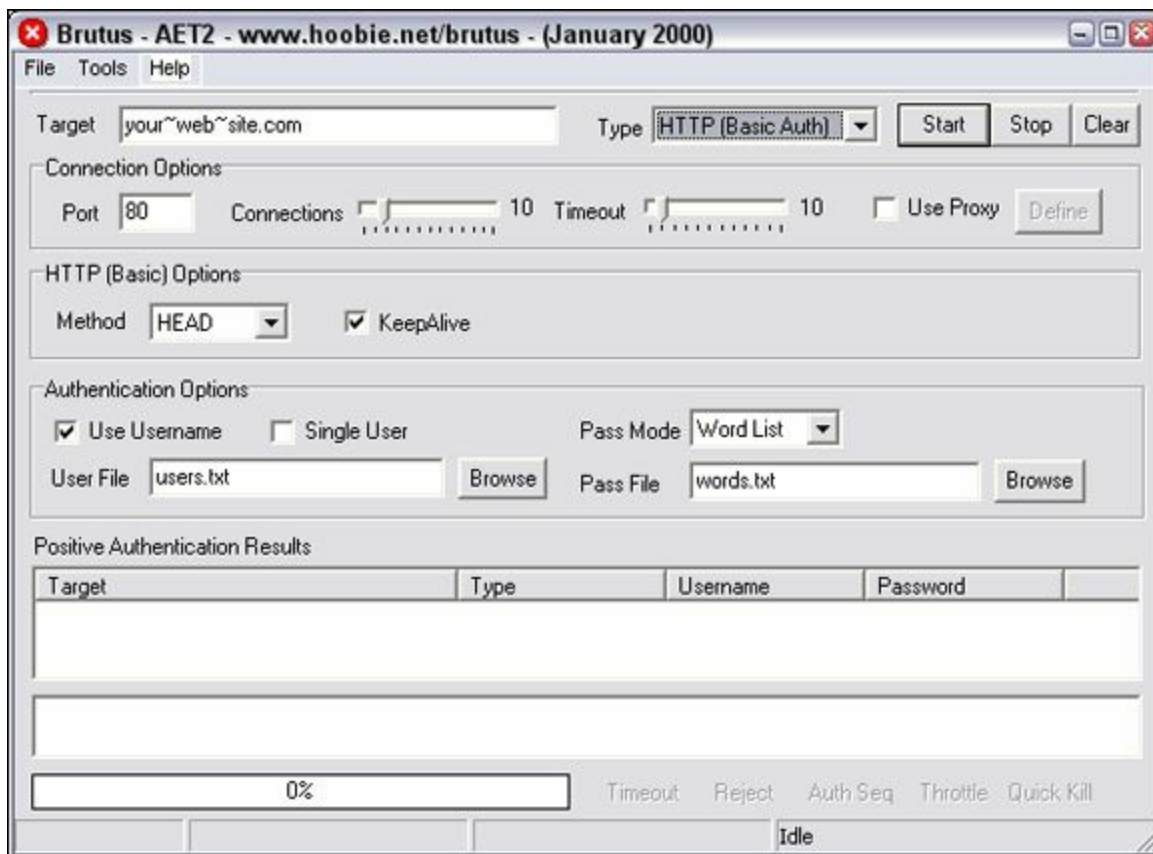 Brutus - AET2 - www.hoobie.net/brutus - (January 2000)
File Tools Help
Target your~web~site.com Type HTTP (Basic Auth) Start Stop Clear
Connection Options
Port 80 Connections 10 Timeout 10 Use Proxy Define
HTTP (Basic) Options
Method HEAD KeepAlive
Authentication Options
Use Username Single User Pass Mode Word List
User File users.txt Browse Pass File words.txt Browse
Positive Authentication Results
Target Type Username Password
0% Timeout Reject Auth Seq Throttle Quick Kill
Idle